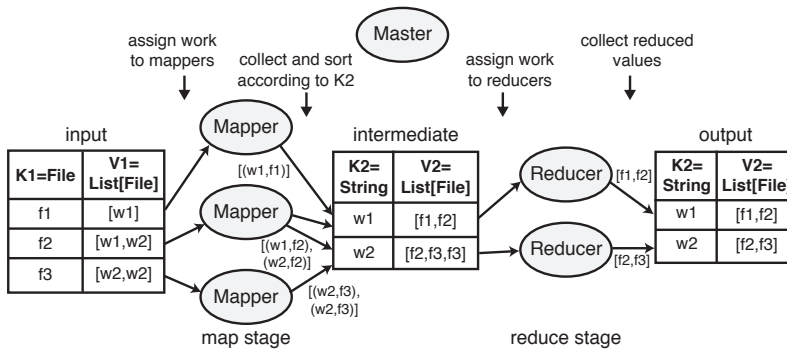 Master
assign work
to mappers
collect and sort
according to K2
assign work
to reducers
collect reduced
values
input
K1=File
V1=
List[File]
f1
[w1]
f2
[w1,w2]
f3
[w2,w2]
Mapper
[(w1,f1)]
Mapper
[(w1,f2),
(w2,f2)]
Mapper
[(w2,f3),
(w2,f3)]
intermediate
K2=
String
V2=
List[File]
w1
[f1,f2]
w2
[f2,f3,f3]
Reducer
[f1,f2]
Reducer
[f2,f3]
output
K2=
String
V2=
List[File]
w1
[f1,f2]
w2
[f2,f3]
map stage
reduce stage